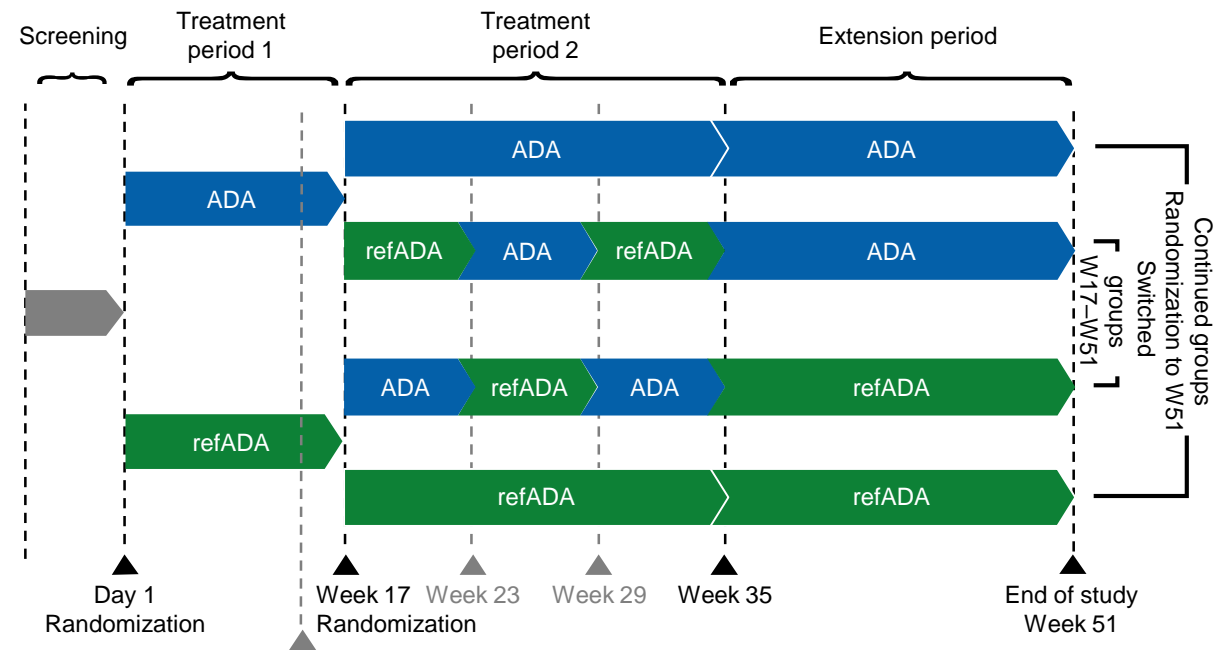 Screening
Treatment
period 1
Treatment
period 2
Extension period
ADA
ADA
ADA
refADA
ADA
refADA
ADA
ADA
refADA
ADA
refADA
refADA
refADA
refADA
Continued groups
Randomization to W51
Switched
groups
W17–W51
Day 1
Randomization
Week 17
Randomization
Week 23
Week 29
Week 35
End of study
Week 51